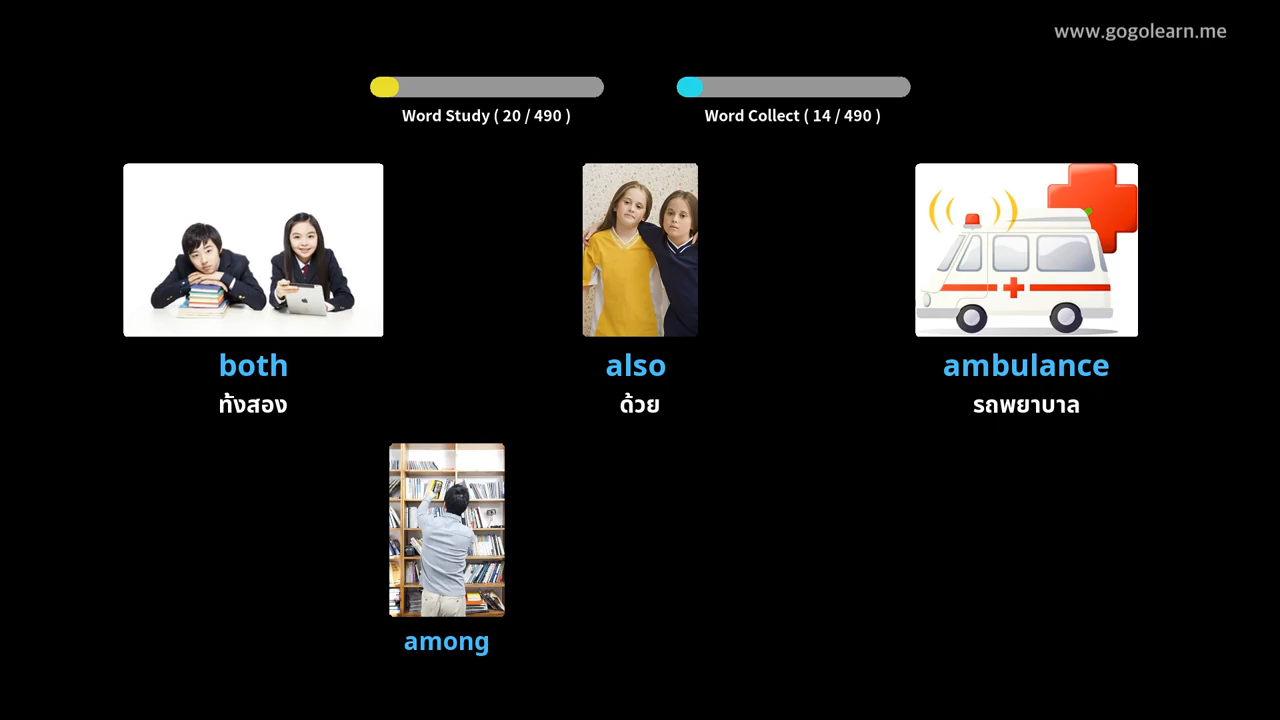 www.gogolearn.me
Word Study ( 20 / 490 )
Word Collect ( 14 / 490 )
both
also
ambulance
ทั้งสอง
ด้วย
รถพยาบาล
among